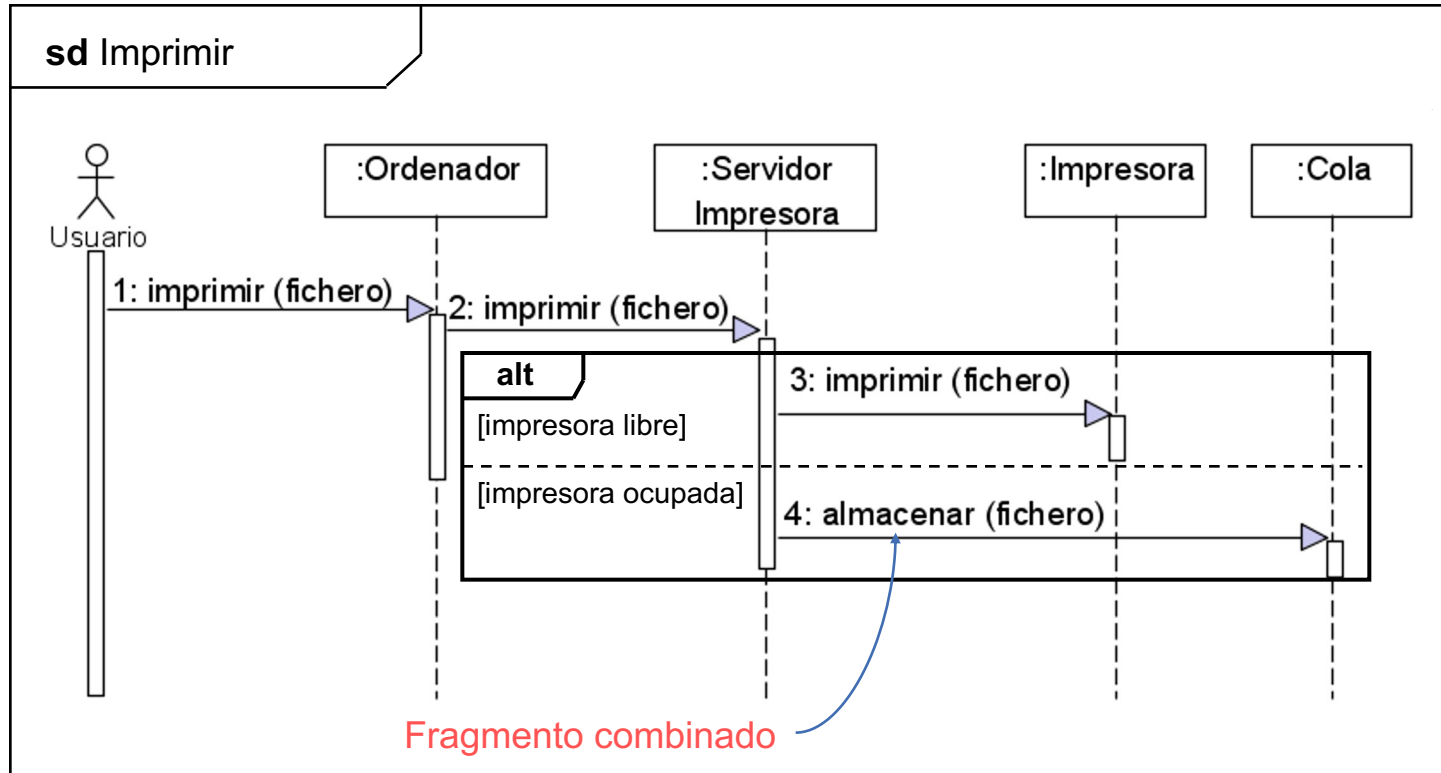 sd Imprimir
:Ordenador
:Servidor
Impresora
:Impresora
:Cola
Usuario
1: imprimir (fichero)
2: imprimir (fichero)
alt
3: imprimir (fichero)
[impresora libre]
[impresora ocupada]
4: almacenar (fichero)
Fragmento combinado